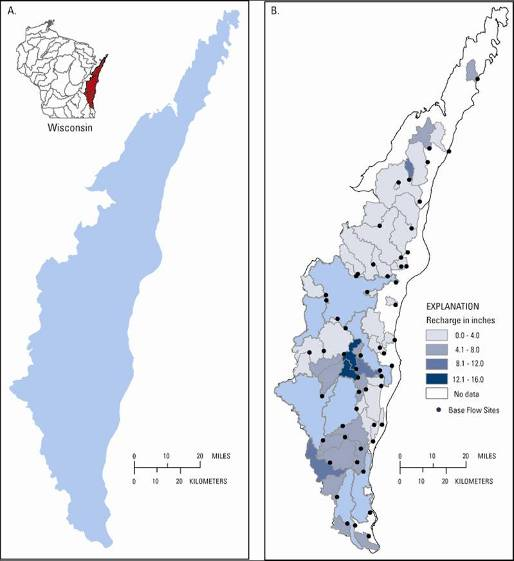 A.
Wisconsin
0 10 20 MILES
0 10 20 KILOMETERS
B.
EXPLANATION
Recharge in inches
0.0 - 4.0
4.1 - 8.0
8.1 - 12.0
12.1 - 16.0
No data
Base Flow Sites
0 10 20 MILES
0 10 20 KILOMETERS